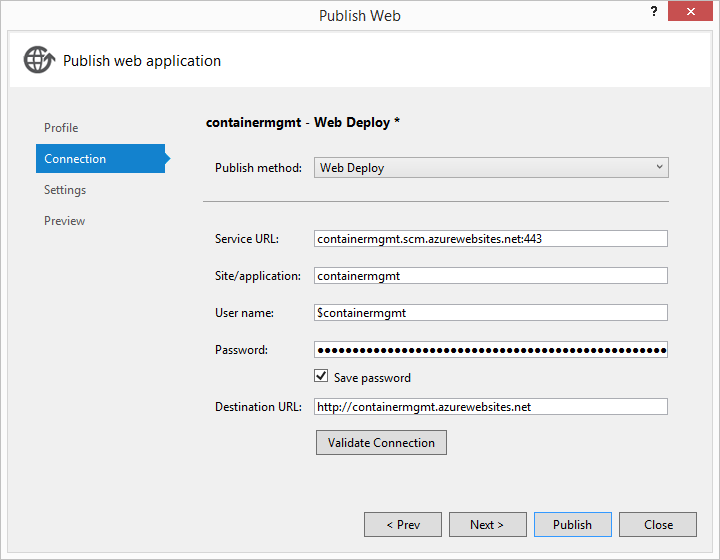 Publish Web
?
Publish web application
Profile
Connection
Settings
Preview
containermgmt - Web Deploy *
Publish method: Web Deploy
Service URL: containermgmt.scm.azurewebsites.net:443
Site/application: containermgmt
User name: $containermgmt
Password: ●●●●●●●●●●●●●●●●●●●●●●●●●●●●●●●●●●●●●●●●●●●●●●●●●●
Save password
Destination URL: http://containermgmt.azurewebsites.net
Validate Connection
< Prev Next > Publish Close